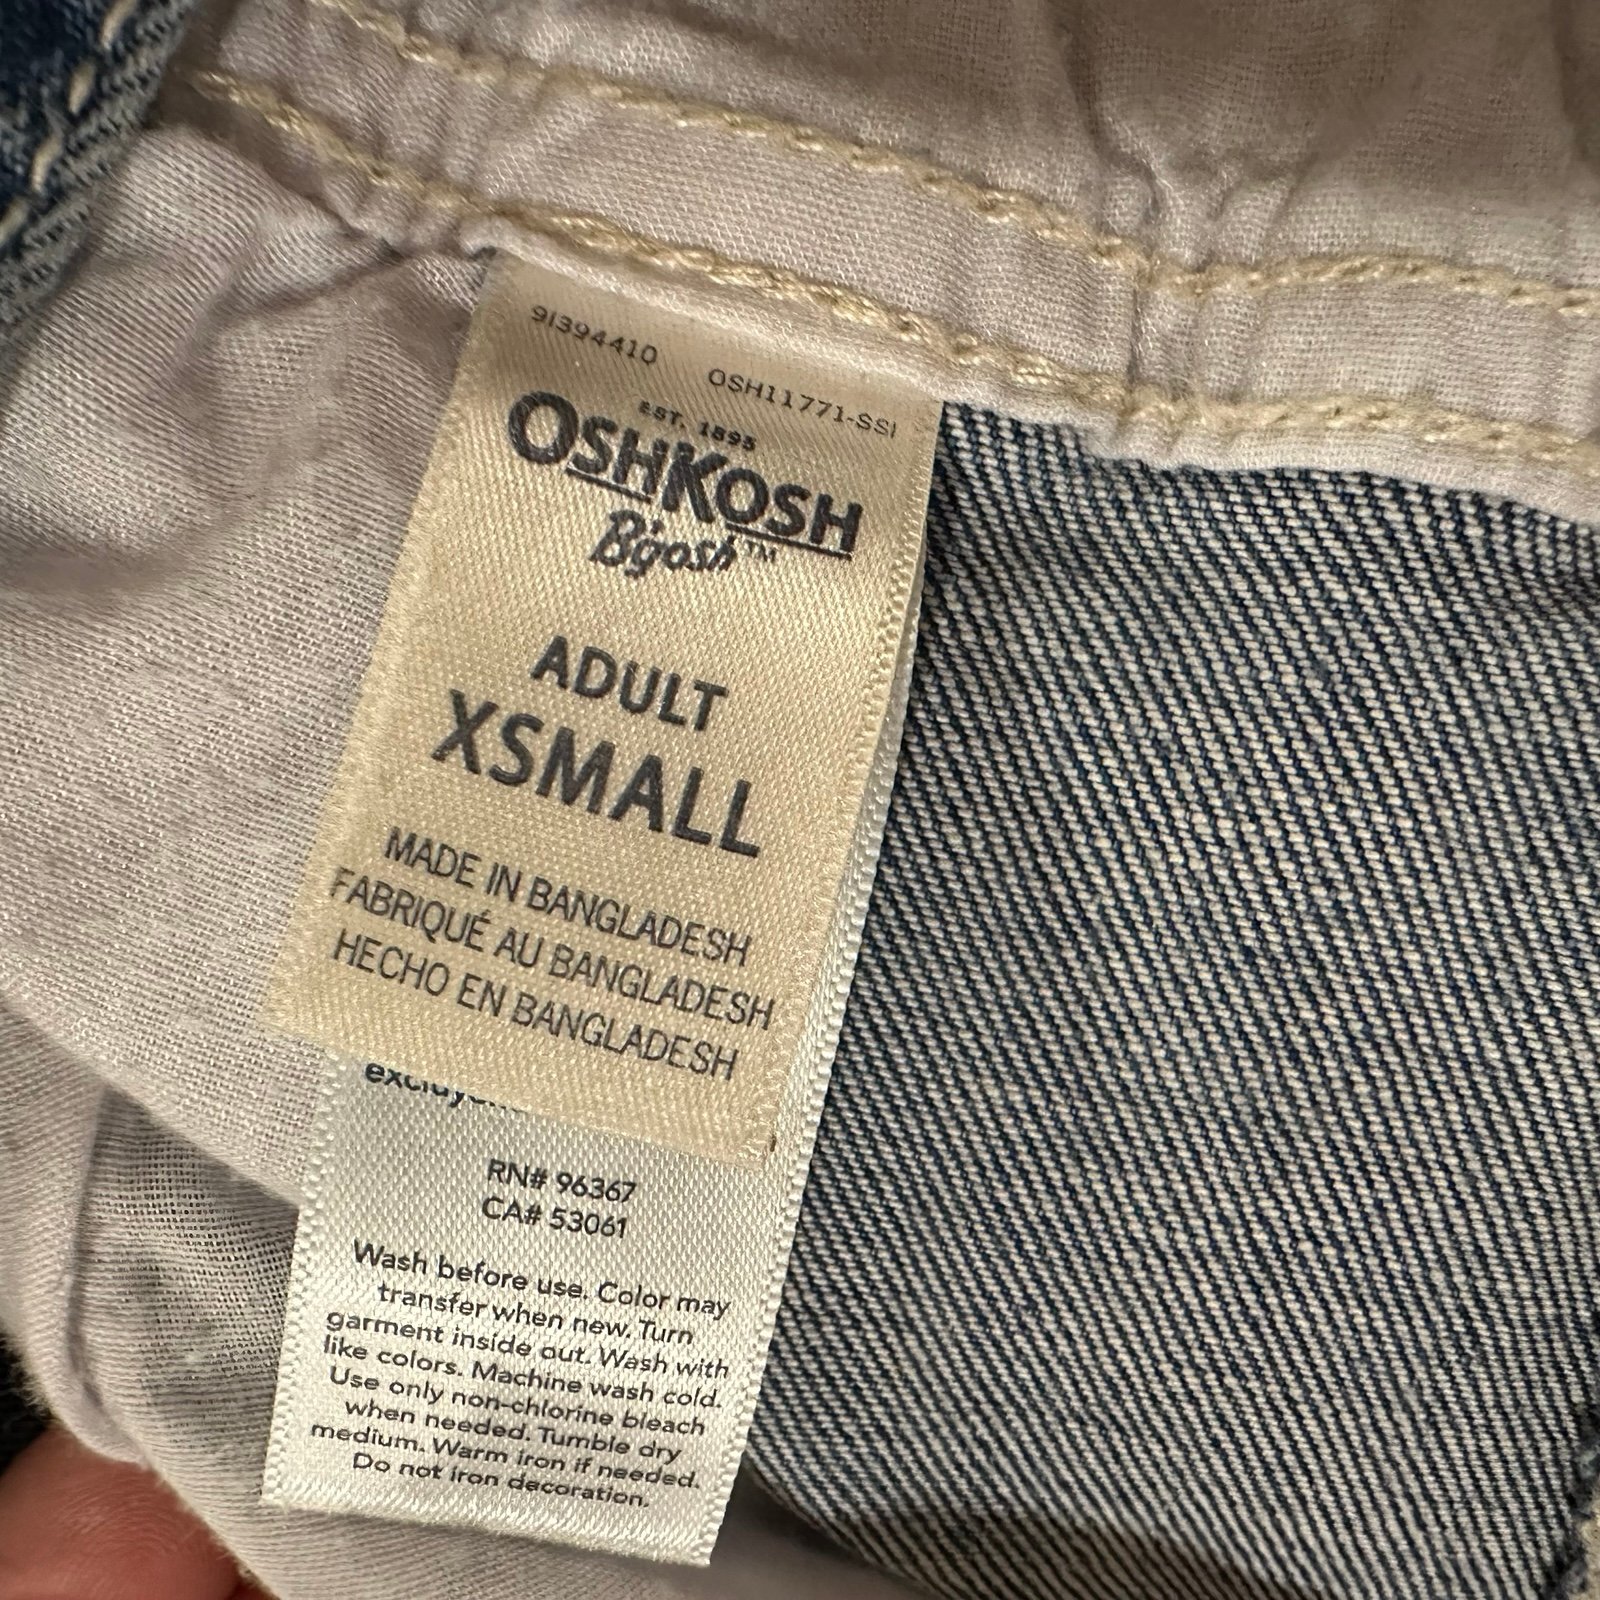 91394410 OSH11771-SSI
EST. 1895
OSHKOSH
B'gosh™
ADULT
XSMALL
MADE IN BANGLADESH
FABRIQUÉ AU BANGLADESH
HECHO EN BANGLADESH
RN# 96367
CA# 53061
Wash before use. Color may
transfer when new. Turn
garment inside out. Wash with
like colors. Machine wash cold.
Use only non-chlorine bleach
when needed. Tumble dry
medium. Warm iron if needed.
Do not iron decoration.